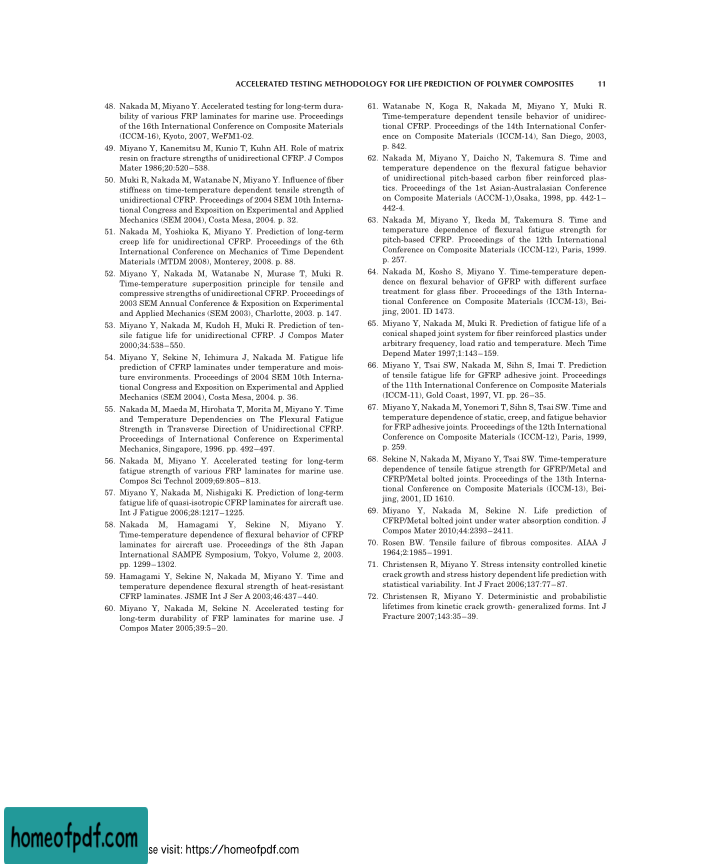 ACCELERATED TESTING METHODOLOGY FOR LIFE PREDICTION OF POLYMER COMPOSITES 11
48. Nakada M, Miyano Y. Accelerated testing for long-term dura-
bility of various FRP laminates for marine use. Proceedings
of the 16th International Conference on Composite Materials
(ICCM-16), Kyoto, 2007, WeFM1-02.
49. Miyano Y, Kanemitsu M, Kunio T, Kuhn AH. Role of matrix
resin on fracture strengths of unidirectional CFRP. J Compos
Mater 1986;20:520–538.
50. Muki R, Nakada M, Watanabe N, Miyano Y. Influence of fiber
stiffness on time-temperature dependent tensile strength of
unidirectional CFRP. Proceedings of 2004 SEM 10th Interna-
tional Congress and Exposition on Experimental and Applied
Mechanics (SEM 2004), Costa Mesa, 2004. p. 32.
51. Nakada M, Yoshioka K, Miyano Y. Prediction of long-term
creep life for unidirectional CFRP. Proceedings of the 6th
International Conference on Mechanics of Time Dependent
Materials (MTDM 2008), Monterey, 2008. p. 88.
52. Miyano Y, Nakada M, Watanabe N, Murase T, Muki R.
Time-temperature superposition principle for tensile and
compressive strengths of unidirectional CFRP. Proceedings of
2003 SEM Annual Conference & Exposition on Experimental
and Applied Mechanics (SEM 2003), Charlotte, 2003. p. 147.
53. Miyano Y, Nakada M, Kudoh H, Muki R. Prediction of ten-
sile fatigue life for unidirectional CFRP. J Compos Mater
2000;34:538–550.
54. Miyano Y, Sekine N, Ichimura J, Nakada M. Fatigue life
prediction of CFRP laminates under temperature and mois-
ture environments. Proceedings of 2004 SEM 10th Interna-
tional Congress and Exposition on Experimental and Applied
Mechanics (SEM 2004), Costa Mesa, 2004. p. 36.
55. Nakada M, Maeda M, Hirohata T, Morita M, Miyano Y. Time
and Temperature Dependencies on The Flexural Fatigue
Strength in Transverse Direction of Unidirectional CFRP.
Proceedings of International Conference on Experimental
Mechanics, Singapore, 1996. pp. 492–497.
56. Nakada M, Miyano Y. Accelerated testing for long-term
fatigue strength of various FRP laminates for marine use.
Compos Sci Technol 2009;69:805–813.
57. Miyano Y, Nakada M, Nishigaki K. Prediction of long-term
fatigue life of quasi-isotropic CFRP laminates for aircraft use.
Int J Fatigue 2006;28:1217–1225.
58. Nakada M, Hamagami Y, Sekine N, Miyano Y.
Time-temperature dependence of flexural behavior of CFRP
laminates for aircraft use. Proceedings of the 8th Japan
International SAMPE Symposium, Tokyo, Volume 2, 2003.
pp. 1299–1302.
59. Hamagami Y, Sekine N, Nakada M, Miyano Y. Time and
temperature dependence flexural strength of heat-resistant
CFRP laminates. JSME Int J Ser A 2003;46:437–440.
60. Miyano Y, Nakada M, Sekine N. Accelerated testing for
long-term durability of FRP laminates for marine use. J
Compos Mater 2005;39:5–20.
61. Watanabe N, Koga R, Nakada M, Miyano Y, Muki R.
Time-temperature dependent tensile behavior of unidirec-
tional CFRP. Proceedings of the 14th International Confer-
ence on Composite Materials (ICCM-14), San Diego, 2003,
p. 842.
62. Nakada M, Miyano Y, Daicho N, Takemura S. Time and
temperature dependence on the flexural fatigue behavior
of unidirectional pitch-based carbon fiber reinforced plas-
tics. Proceedings of the 1st Asian-Australasian Conference
on Composite Materials (ACCM-1),Osaka, 1998, pp. 442-1–
442-4.
63. Nakada M, Miyano Y, Ikeda M, Takemura S. Time and
temperature dependence of flexural fatigue strength for
pitch-based CFRP. Proceedings of the 12th International
Conference on Composite Materials (ICCM-12), Paris, 1999.
p. 257.
64. Nakada M, Kosho S, Miyano Y. Time-temperature depen-
dence on flexural behavior of GFRP with different surface
treatment for glass fiber. Proceedings of the 13th Interna-
tional Conference on Composite Materials (ICCM-13), Bei-
jing, 2001. ID 1473.
65. Miyano Y, Nakada M, Muki R. Prediction of fatigue life of a
conical shaped joint system for fiber reinforced plastics under
arbitrary frequency, load ratio and temperature. Mech Time
Depend Mater 1997;1:143–159.
66. Miyano Y, Tsai SW, Nakada M, Sihn S, Imai T. Prediction
of tensile fatigue life for GFRP adhesive joint. Proceedings
of the 11th International Conference on Composite Materials
(ICCM-11), Gold Coast, 1997, VI. pp. 26–35.
67. Miyano Y, Nakada M, Yonemori T, Sihn S, Tsai SW. Time and
temperature dependence of static, creep, and fatigue behavior
for FRP adhesive joints. Proceedings of the 12th International
Conference on Composite Materials (ICCM-12), Paris, 1999,
p. 259.
68. Sekine N, Nakada M, Miyano Y, Tsai SW. Time-temperature
dependence of tensile fatigue strength for GFRP/Metal and
CFRP/Metal bolted joints. Proceedings of the 13th Interna-
tional Conference on Composite Materials (ICCM-13), Bei-
jing, 2001, ID 1610.
69. Miyano Y, Nakada M, Sekine N. Life prediction of
CFRP/Metal bolted joint under water absorption condition. J
Compos Mater 2010;44:2393–2411.
70. Rosen BW. Tensile failure of fibrous composites. AIAA J
1964;2:1985–1991.
71. Christensen R, Miyano Y. Stress intensity controlled kinetic
crack growth and stress history dependent life prediction with
statistical variability. Int J Fract 2006;137:77–87.
72. Christensen R, Miyano Y. Deterministic and probabilistic
lifetimes from kinetic crack growth- generalized forms. Int J
Fracture 2007;143:35–39.
homeofpdf.com
se visit: https://homeofpdf.com